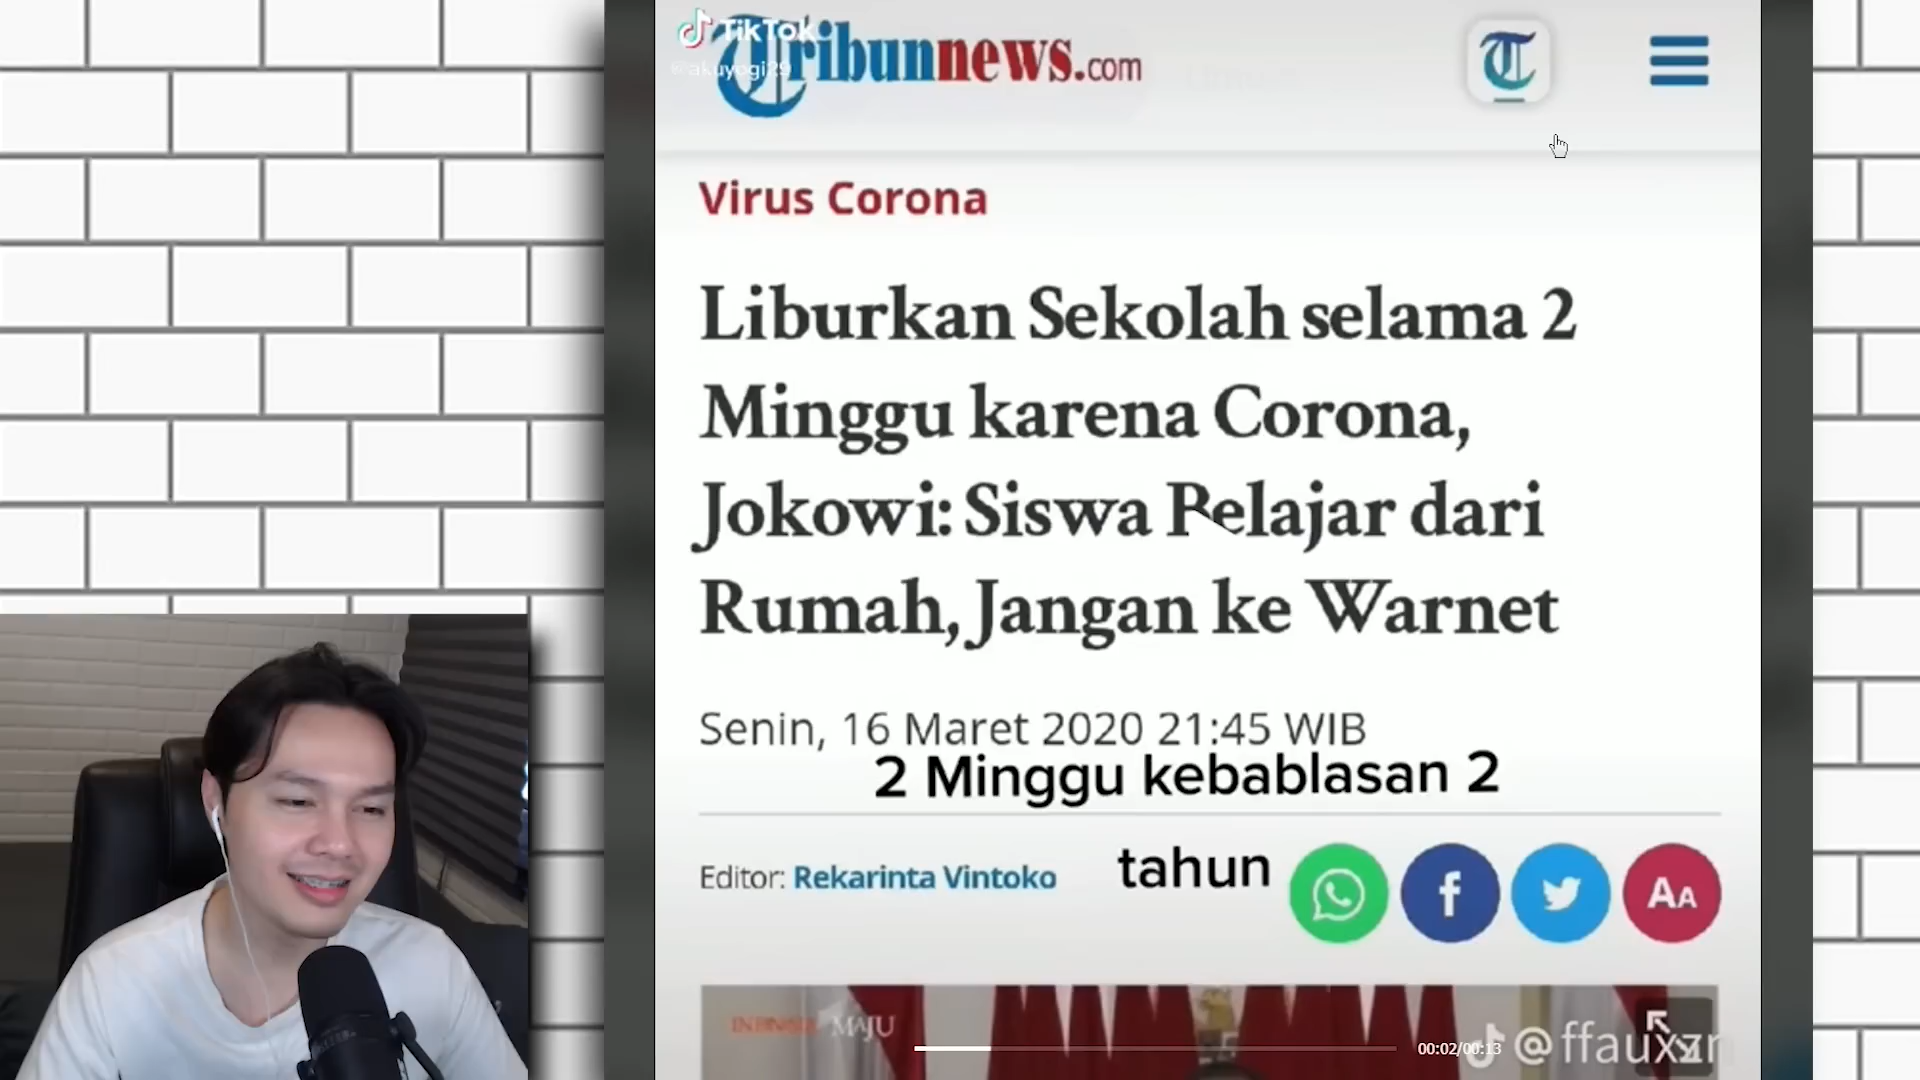 TikTok
@akuyogi29
Tribunnews.com
Virus Corona
Liburkan Sekolah selama 2
Minggu karena Corona,
Jokowi: Siswa Belajar dari
Rumah, Jangan ke Warnet
Senin, 16 Maret 2020 21:45 WIB
2 Minggu kebablasan 2
tahun
Editor: Rekarinta Vintoko
AA
MAJU
00:02/00:13